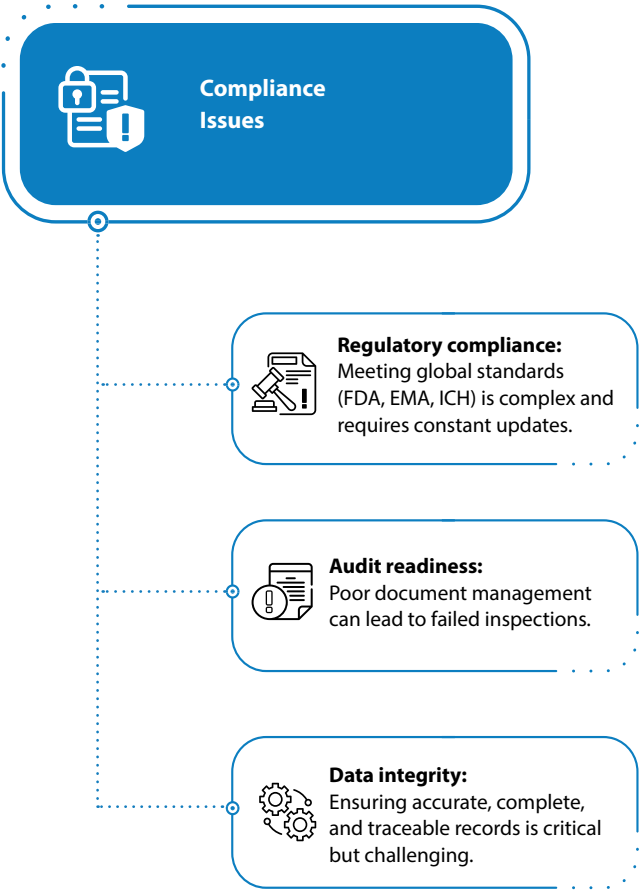 Compliance
Issues
Regulatory compliance:
Meeting global standards
(FDA, EMA, ICH) is complex and
requires constant updates.
Audit readiness:
Poor document management
can lead to failed inspections.
Data integrity:
Ensuring accurate, complete,
and traceable records is critical
but challenging.